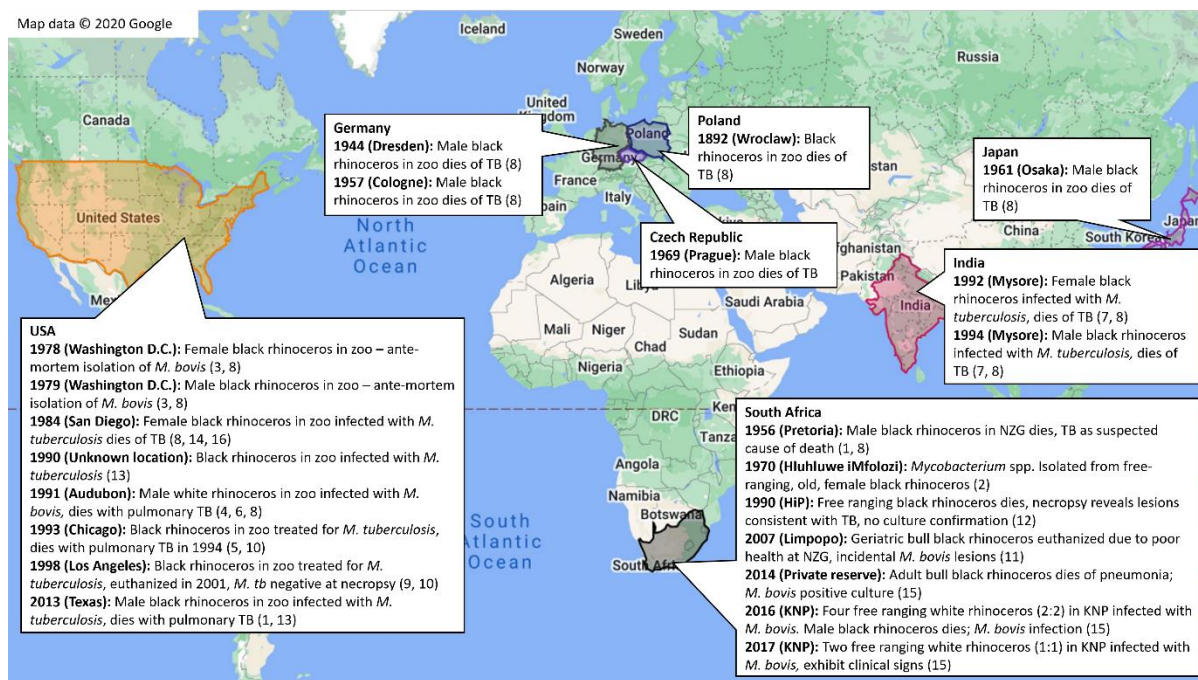 Map data © 2020 Google
Iceland
Sweden
Norway
Russia
Canada
United
Kingdom
Germany
1944 (Dresden): Male black
rhinoceros in zoo dies of TB (8)
1957 (Cologne): Male black
rhinoceros in zoo dies of TB (8)
Poland
1892 (Wroclaw): Black
rhinoceros in zoo dies of
TB (8)
Poland
Germany
France
Italy
Spain
Japan
1961 (Osaka): Male black
rhinoceros in zoo dies of
TB (8)
United States
North
Atlantic
Ocean
Czech Republic
1969 (Prague): Male black
rhinoceros in zoo dies of TB
China
South Korea
Japan
Afghanistan
Pakistan
India
Algeria
Saudi Arabia
Mali
Niger
Sudan
Chad
Ethiopia
Nigeria
India
1992 (Mysore): Female black
rhinoceros infected with M.
tuberculosis, dies of TB (7, 8)
1994 (Mysore): Male black rhinoceros
infected with M. tuberculosis, dies of
TB (7, 8)
USA
1978 (Washington D.C.): Female black rhinoceros in zoo – ante-
mortem isolation of M. bovis (3, 8)
1979 (Washington D.C.): Male black rhinoceros in zoo – ante-mortem
isolation of M. bovis (3, 8)
1984 (San Diego): Female black rhinoceros in zoo infected with M.
tuberculosis dies of TB (8, 14, 16)
1990 (Unknown location): Black rhinoceros in zoo infected with M.
tuberculosis (13)
1991 (Audubon): Male white rhinoceros in zoo infected with M.
bovis, dies with pulmonary TB (4, 6, 8)
1993 (Chicago): Black rhinoceros in zoo treated for M. tuberculosis,
dies with pulmonary TB in 1994 (5, 10)
1998 (Los Angeles): Black rhinoceros in zoo treated for M.
tuberculosis, euthanized in 2001, M. tb negative at necropsy (9, 10)
2013 (Texas): Male black rhinoceros in zoo infected with M.
tuberculosis, dies with pulmonary TB (1, 13)
DRC
Tanza
Angola
Namibia
Botswana
South
Atlantic
Ocean
South Afri
South Africa
1956 (Pretoria): Male black rhinoceros in NZG dies, TB as suspected
cause of death (1, 8)
1970 (Hluhluwe iMfolozi): Mycobacterium spp. Isolated from free-
ranging, old, female black rhinoceros (2)
1990 (HiP): Free ranging black rhinoceros dies, necropsy reveals lesions
consistent with TB, no culture confirmation (12)
2007 (Limpopo): Geriatric bull black rhinoceros euthanized due to poor
health at NZG, incidental M. bovis lesions (11)
2014 (Private reserve): Adult bull black rhinoceros dies of pneumonia;
M. bovis positive culture (15)
2016 (KNP): Four free ranging white rhinoceros (2:2) in KNP infected with
M. bovis. Male black rhinoceros dies; M. bovis infection (15)
2017 (KNP): Two free ranging white rhinoceros (1:1) in KNP infected with
M. bovis, exhibit clinical signs (15)